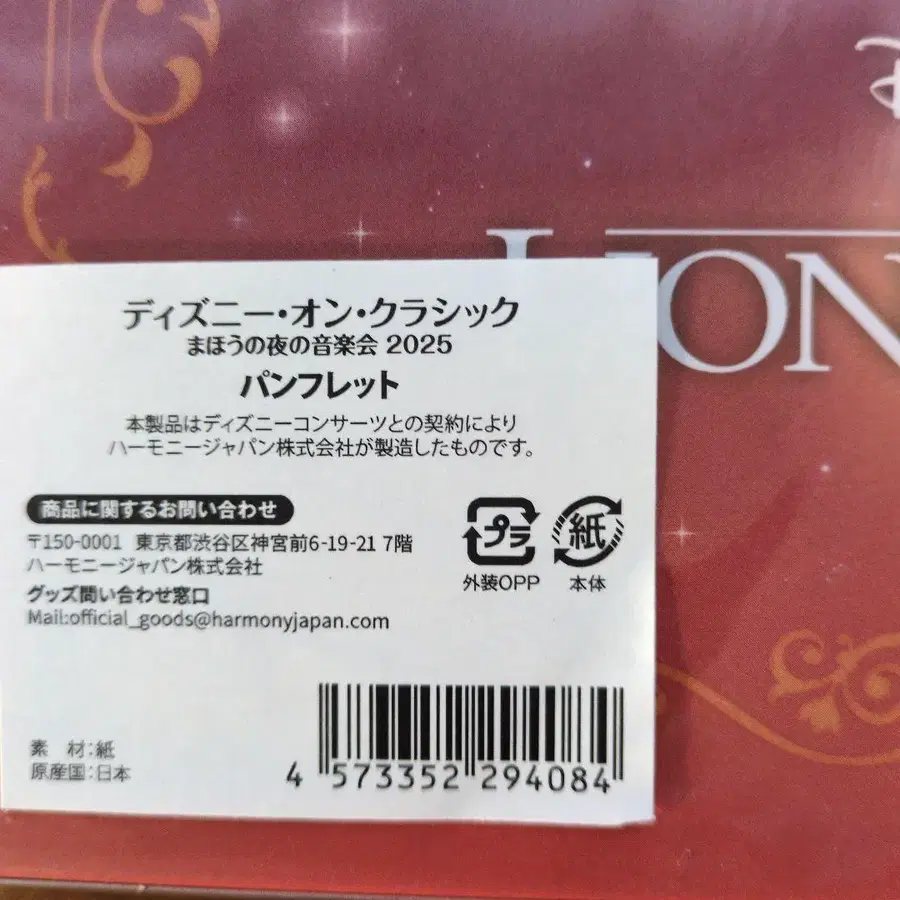 LION
ディズニー・オン・クラシック
まほうの夜の音楽会 2025
パンフレット
本製品はディズニーコンサーツとの契約により
ハーモニージャパン株式会社が製造したものです。
商品に関するお問い合わせ
〒150-0001 東京都渋谷区神宮前6-19-21 7階
ハーモニージャパン株式会社
グッズ問い合わせ窓口
Mail:official_goods@harmonyjapan.com
プラ
紙
外装OPP
本体
素 材:紙
原産国:日本
4 573352 294084